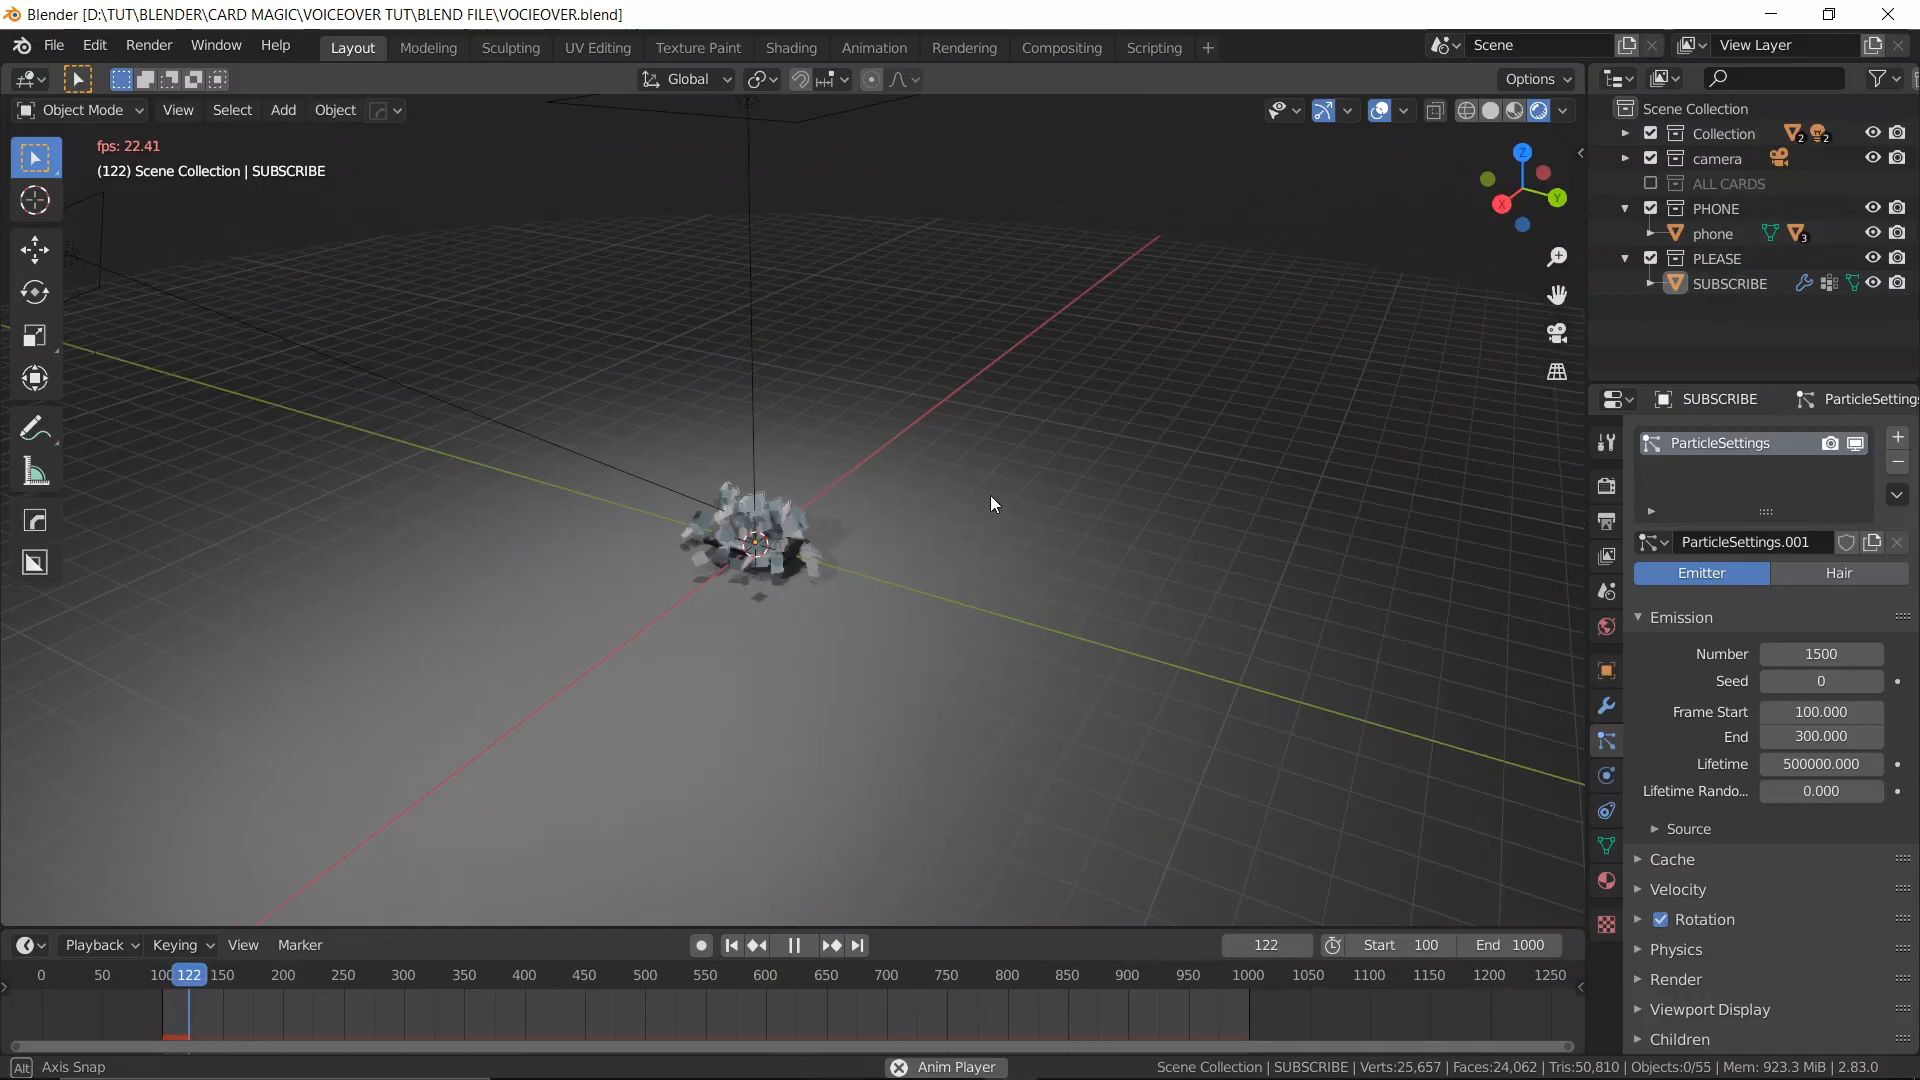 Blender [D:\TUT\BLENDER\CARD MAGIC\VOICEOVER TUT\BLEND FILE\VOCIEOVER.blend]
File Edit Render Window Help Layout Modeling Sculpting UV Editing Texture Paint Shading Animation Rendering Compositing Scripting + Scene View Layer
Global Options
Object Mode View Select Add Object
fps: 22.41
(122) Scene Collection | SUBSCRIBE
Z
Y
X
Scene Collection
Collection 2 2
camera
ALL CARDS
PHONE
phone 3
PLEASE
SUBSCRIBE
SUBSCRIBE ParticleSetting
ParticleSettings
ParticleSettings.001
Emitter Hair
Emission
Number 1500
Seed 0
Frame Start 100.000
End 300.000
Lifetime 500000.000
Lifetime Rando... 0.000
Source
Cache
Velocity
Rotation
Physics
Render
Viewport Display
Children
Playback Keying View Marker 122 Start 100 End 1000
0 50 100 122 150 200 250 300 350 400 450 500 550 600 650 700 750 800 850 900 950 1000 1050 1100 1150 1200 1250
Alt Axis Snap Anim Player Scene Collection | SUBSCRIBE | Verts:25,657 | Faces:24,062 | Tris:50,810 | Objects:0/55 | Mem: 923.3 MiB | 2.83.0